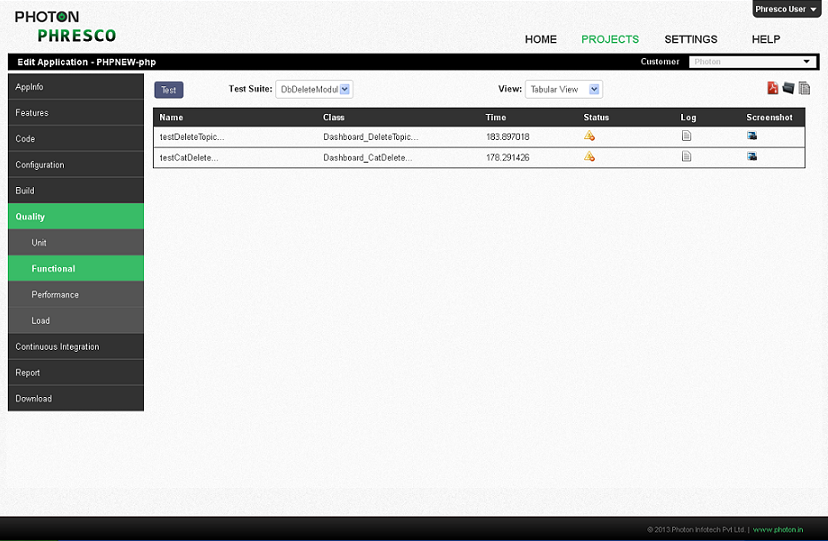 Phresco User
PHOTON
PHRESCO
HOME PROJECTS SETTINGS HELP
Edit Application - PHPNEW-php Customer Photon
AppInfo
Features
Code
Configuration
Build
Quality
Unit
Functional
Performance
Load
Continuous Integration
Report
Download
Test Test Suite: DbDeleteModul View: Tabular View
Name Class Time Status Log Screenshot
testDeleteTopic... Dashboard_DeleteTopic... 183.897018
testCatDelete... Dashboard_CatDelete... 178.291426
© 2013 Photon Infotech Pvt Ltd. | www.photon.in